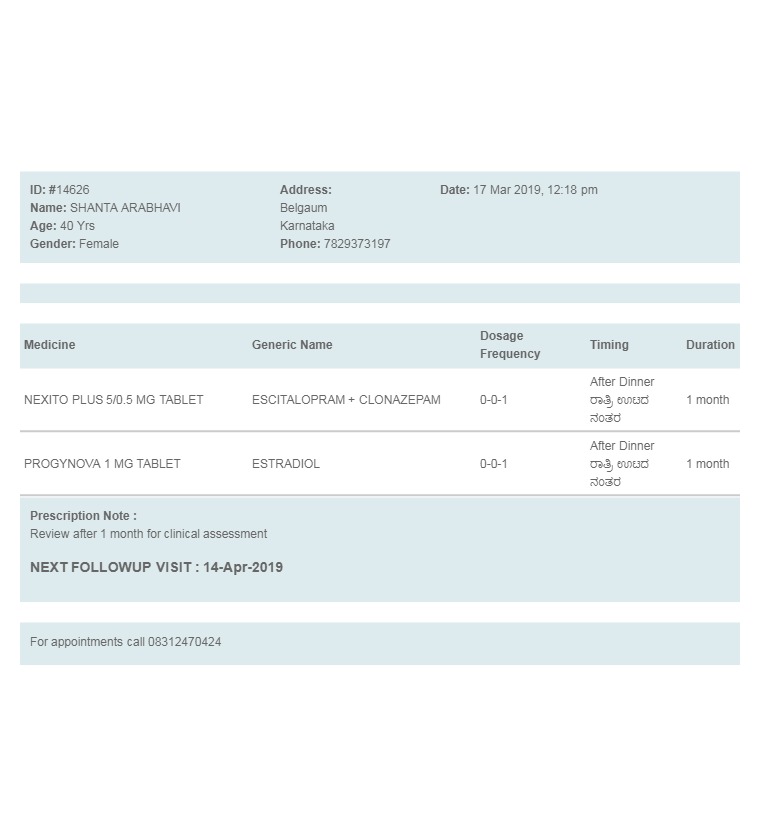 ID: #14626
Name: SHANTA ARABHAVI
Age: 40 Yrs
Gender: Female
Address:
Belgaum
Karnataka
Phone: 7829373197
Date: 17 Mar 2019, 12:18 pm
Medicine Generic Name Dosage Frequency Timing Duration
NEXITO PLUS 5/0.5 MG TABLET ESCITALOPRAM + CLONAZEPAM 0-0-1 After Dinner 1 month
ರಾತ್ರಿ ಊಟದ
ನಂತರ
PROGYNOVA 1 MG TABLET ESTRADIOL 0-0-1 After Dinner 1 month
ರಾತ್ರಿ ಊಟದ
ನಂತರ
Prescription Note :
Review after 1 month for clinical assessment
NEXT FOLLOWUP VISIT : 14-Apr-2019
For appointments call 08312470424